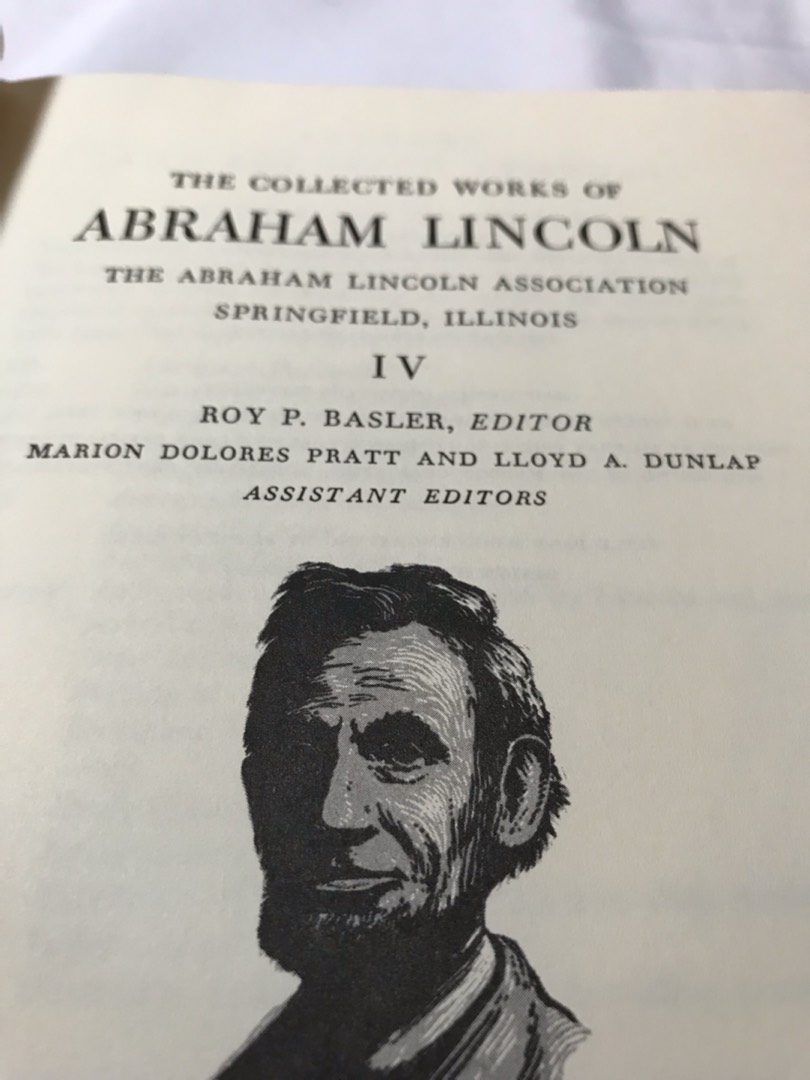 THE COLLECTED WORKS OF
ABRAHAM LINCOLN
THE ABRAHAM LINCOLN ASSOCIATION
SPRINGFIELD, ILLINOIS
IV
ROY P. BASLER, EDITOR
MARION DOLORES PRATT AND LLOYD A. DUNLAP
ASSISTANT EDITORS